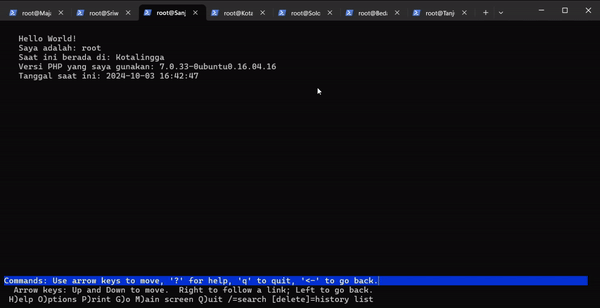 root@Maja
root@Sriw
root@Sanj
root@Kota
root@Solo
root@Beda
root@Tanj
Hello World!
Saya adalah: root
Saat ini berada di: Kotalingga
Versi PHP yang saya gunakan: 7.0.33-0ubuntu0.16.04.16
Tanggal saat ini: 2024-10-03 16:42:47
Commands: Use arrow keys to move, '?' for help, 'q' to quit, '<-' to go back.
Arrow keys: Up and Down to move.  Right to follow a link; Left to go back.
H)elp O)ptions P)rint G)o M)ain screen Q)uit /=search [delete]=history list